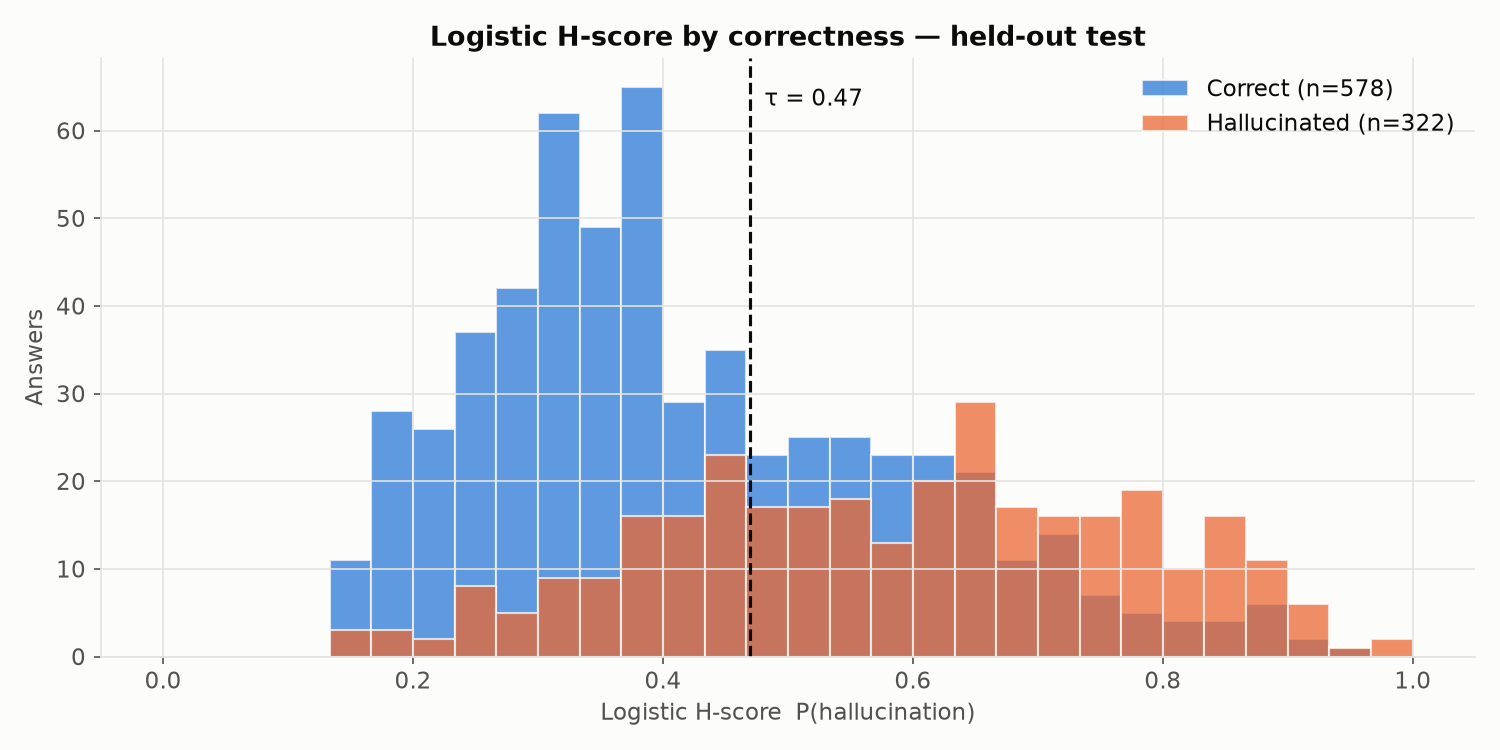 Logistic H-score by correctness — held-out test
τ = 0.47
Correct (n=578)
Hallucinated (n=322)
Answers
60
50
40
30
20
10
0
0.0 0.2 0.4 0.6 0.8 1.0
Logistic H-score  P(hallucination)